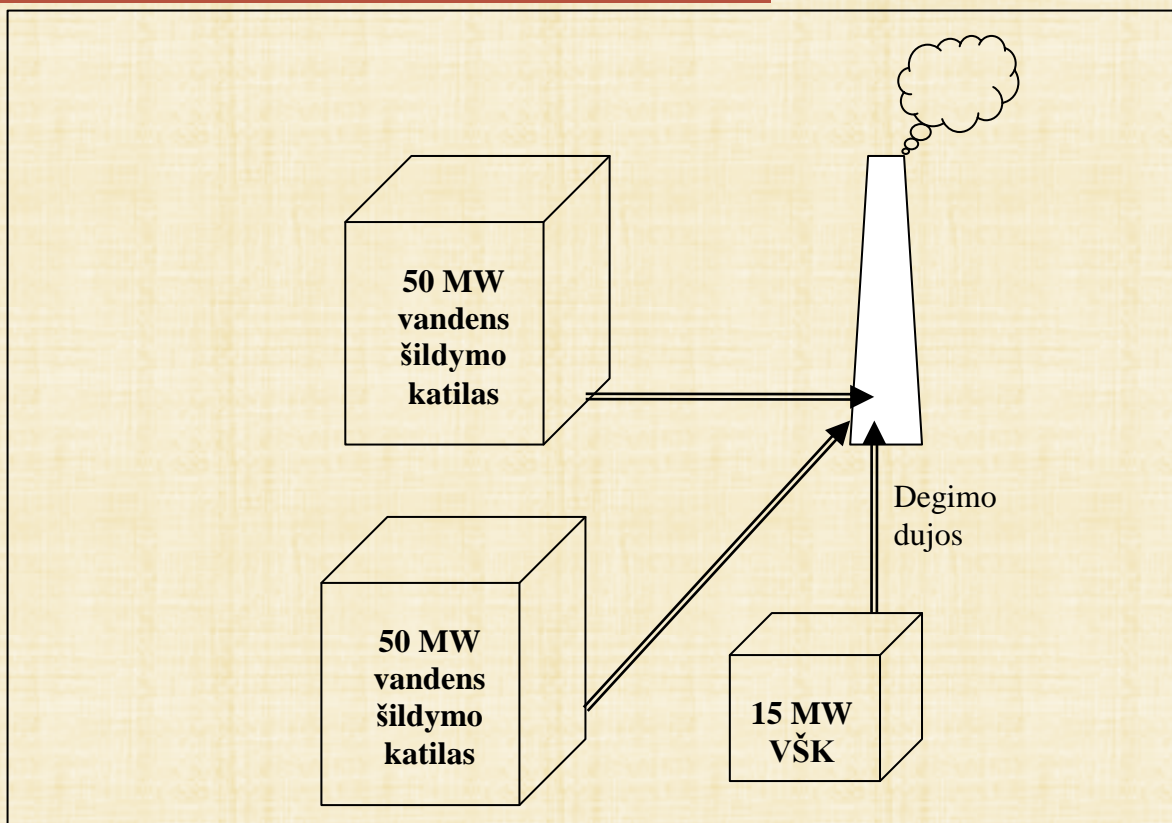 50 MW
vandens
šildymo
katilas
Degimo
dujos
50 MW
vandens
šildymo
katilas
15 MW
VŠK